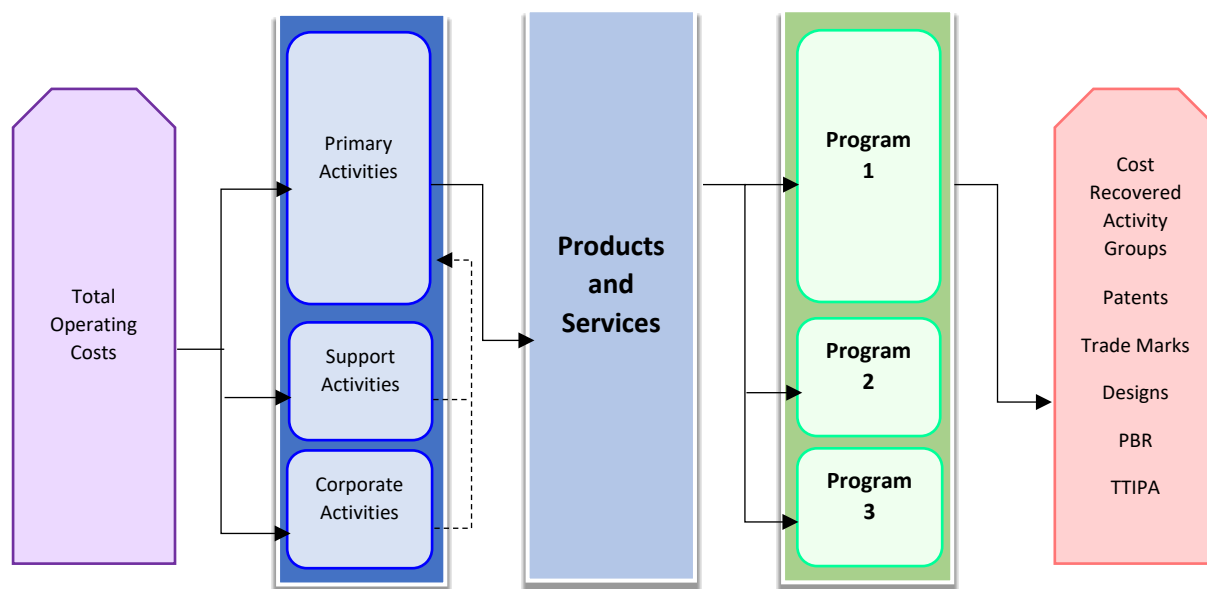 Total
Operating
Costs
Primary
Activities
Support
Activities
Corporate
Activities
Products
and
Services
Program
1
Program
2
Program
3
Cost
Recovered
Activity
Groups
Patents
Trade Marks
Designs
PBR
TTIPA